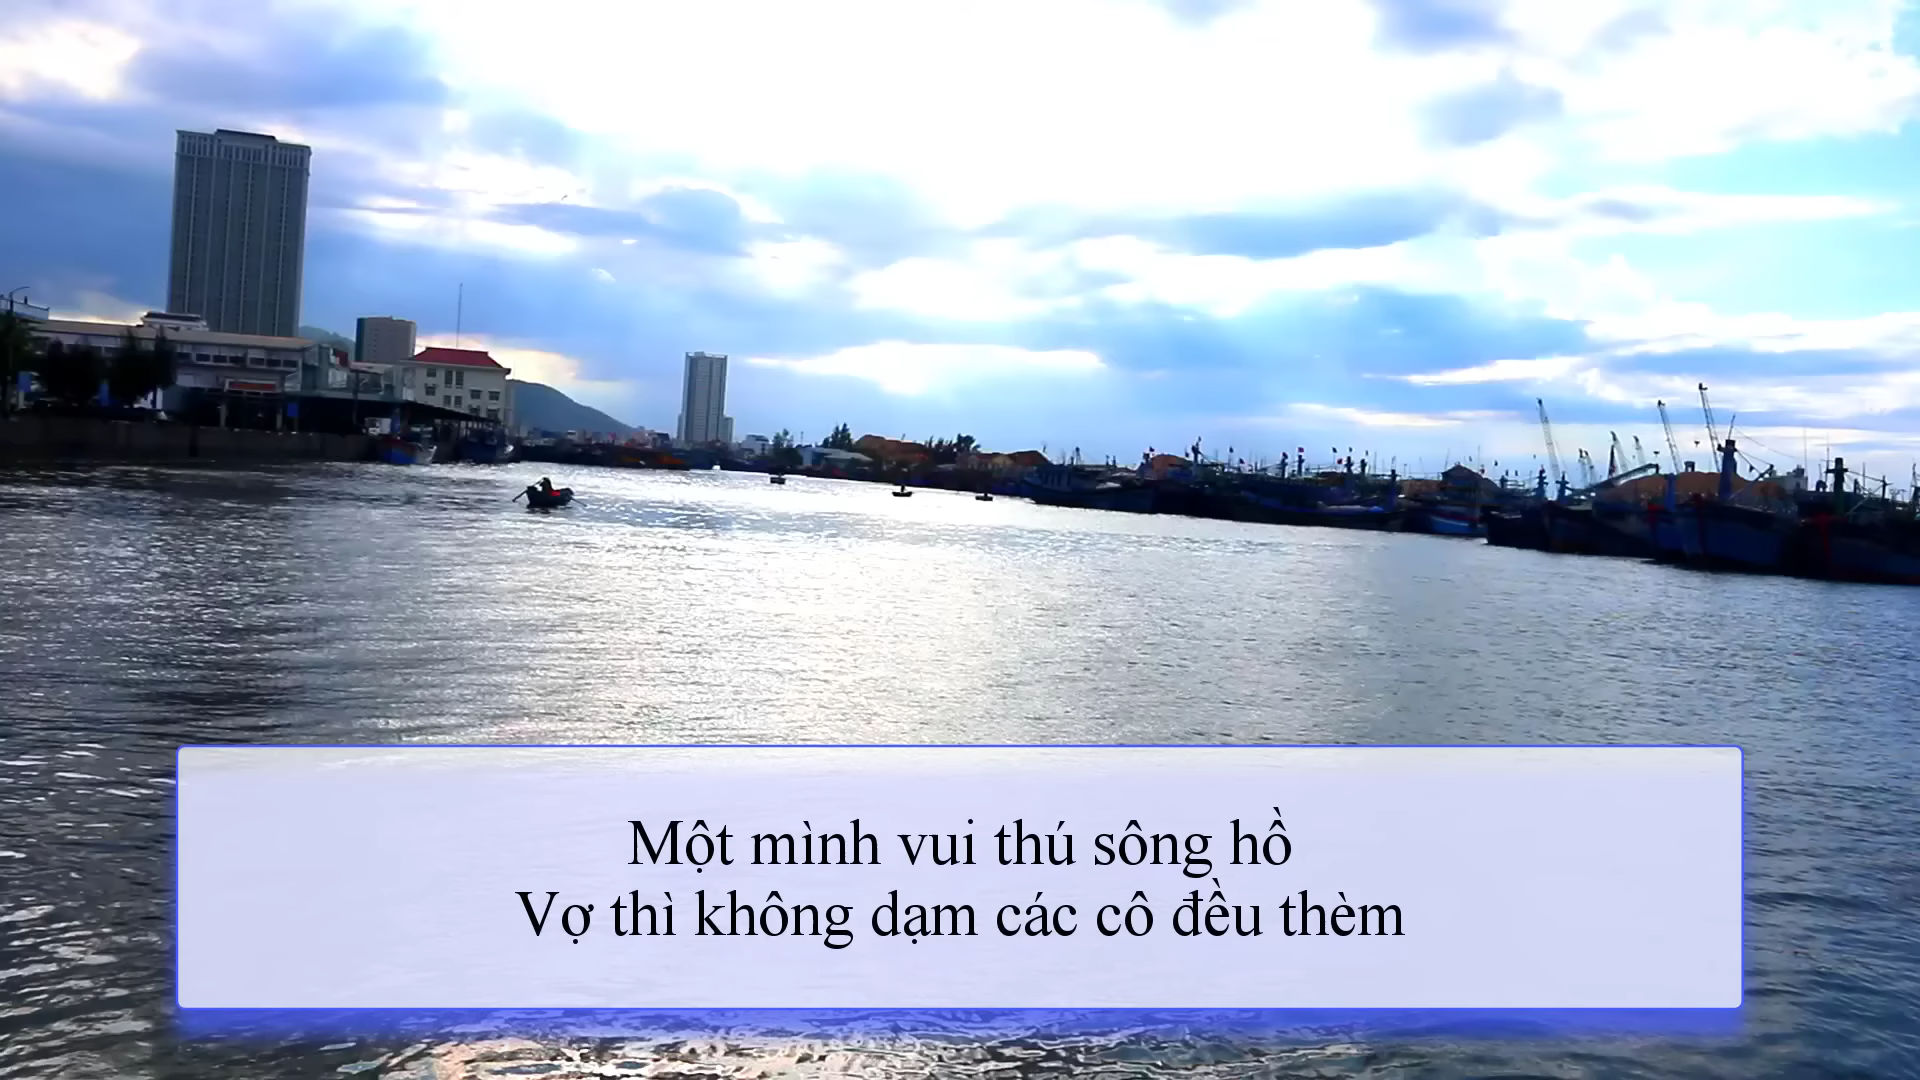 Một mình vui thú sông hồ
Vợ thì không dạm các cô đều thèm